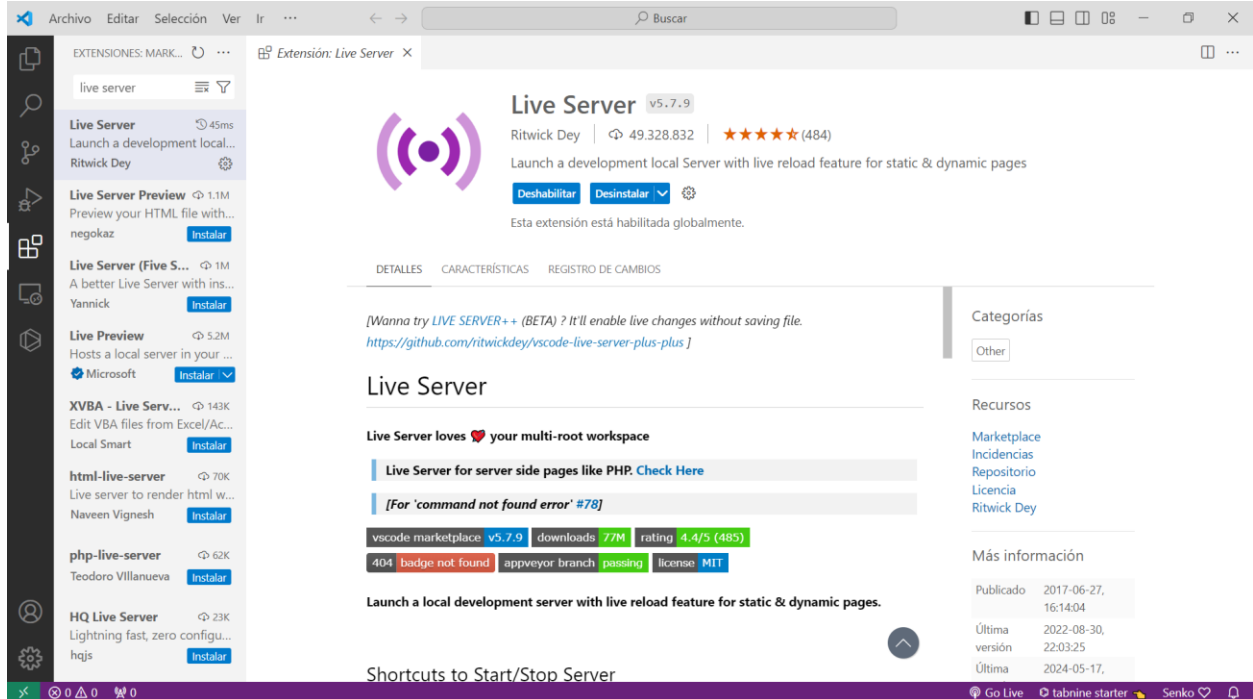 Archivo Editar Selección Ver Ir ···
Buscar
EXTENSIONES: MARK...
live server
Live Server 45ms
Launch a development local...
Ritwick Dey
Live Server Preview 1.1M
Preview your HTML file with...
negokaz Instalar
Live Server (Five S... 1M
A better Live Server with ins...
Yannick Instalar
Live Preview 5.2M
Hosts a local server in your ...
Microsoft Instalar
XVBA - Live Serv... 143K
Edit VBA files from Excel/Ac...
Local Smart Instalar
html-live-server 70K
Live server to render html w...
Naveen Vignesh Instalar
php-live-server 62K
Teodoro VIllanueva Instalar
HQ Live Server 23K
Lightning fast, zero configu...
hqjs Instalar
Extensión: Live Server
Live Server v5.7.9
Ritwick Dey 49.328.832 ★★★★★(484)
Launch a development local Server with live reload feature for static & dynamic pages
Deshabilitar Desinstalar
Esta extensión está habilitada globalmente.
DETALLES CARACTERÍSTICAS REGISTRO DE CAMBIOS
[Wanna try LIVE SERVER++ (BETA) ? It'll enable live changes without saving file.
https://github.com/ritwickdey/vscode-live-server-plus-plus ]
Live Server
Live Server loves ❤ your multi-root workspace
Live Server for server side pages like PHP. Check Here
[For 'command not found error' #78]
vscode marketplace v5.7.9 downloads 77M rating 4.4/5 (485)
404 badge not found appveyor branch passing license MIT
Launch a local development server with live reload feature for static & dynamic pages.
Shortcuts to Start/Stop Server
Categorías
Other
Recursos
Marketplace
Incidencias
Repositorio
Licencia
Ritwick Dey
Más información
Publicado 2017-06-27,
16:14:04
Última 2022-08-30,
versión 22:03:25
Última 2024-05-17,
0 0 0
Go Live tabnine starter Senko